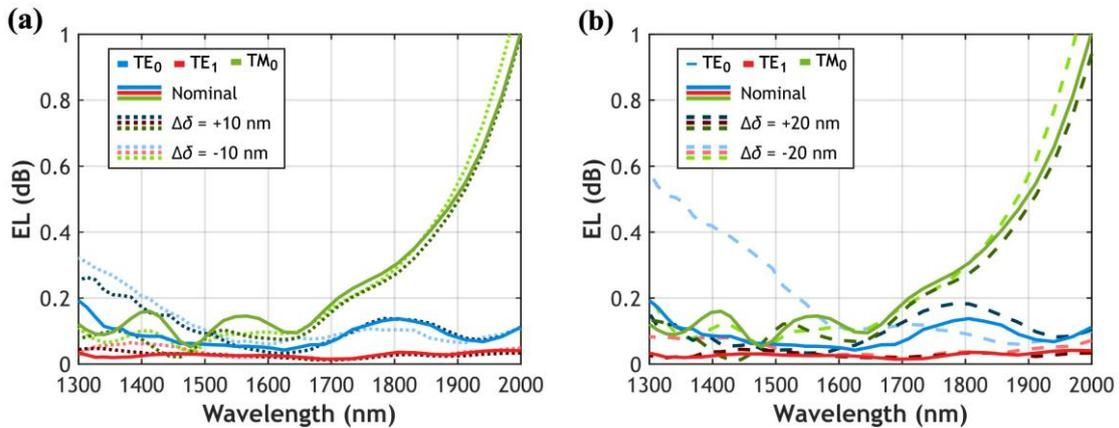 (a)
1
0.8
0.6
0.4
0.2
0
EL (dB)
TE0 TE1 TM0
Nominal
Δδ = +10 nm
Δδ = -10 nm
1300 1400 1500 1600 1700 1800 1900 2000
Wavelength (nm)
(b)
1
0.8
0.6
0.4
0.2
0
EL (dB)
TE0 TE1 TM0
Nominal
Δδ = +20 nm
Δδ = -20 nm
1300 1400 1500 1600 1700 1800 1900 2000
Wavelength (nm)